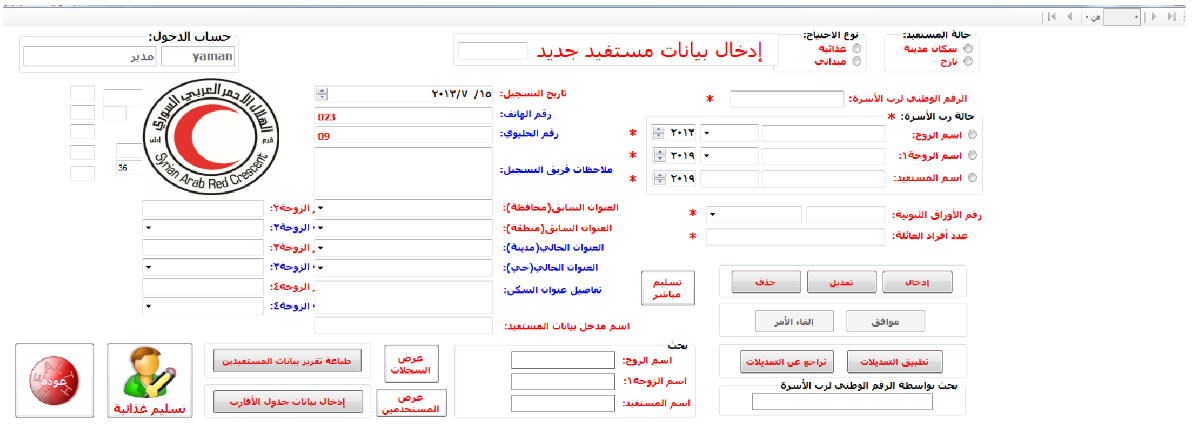 من ٠
حالة المستفيد:
سكان مدينة
نازح
نوع الاحتياج:
غذائية
ميداني
إدخال بيانات مستفيد جديد
حساب الدخول:
yaman
مدير
الرقم الوطني لرب الأسرة: *
حالة رب الأسرة: *
اسم الزوج:
٢٠١٣ *
اسم الزوجة١:
٢٠١٩ *
اسم المستفيد:
٢٠١٩ *
رقم الأوراق الثبوتية: *
عدد أفراد العائلة: *
تاريخ التسجيل:
١٥/ ٢٠١٣/٧
رقم الهاتف:
023
رقم الخليوي:
09
ملاحظات فريق التسجيل:
العنوان السابق(محافظة):
العنوان السابق(منطقة):
العنوان الحالي(مدينة):
العنوان الحالي(حي):
تفاصيل عنوان السكن:
اسم مدخل بيانات المستفيد:
الهلال الأحمر العربي السوري
فرع
إدلب
Syrian Arab Red Crescent
36
م الزوجة٢:
الزوجة٢:
الزوجة٣:
الزوجة٣:
الزوجة٤:
الزوجة٤:
تسليم مباشر
إدخال
تعديل
حذف
موافق
إلغاء الأمر
تطبيق التعديلات
تراجع عن التعديلات
بحث بواسطة الرقم الوطني لرب الأسرة
بحث
اسم الزوج:
اسم الزوجة١:
اسم المستفيد:
عرض السجلات
عرض المستخدمين
طباعة تقرير بيانات المستفيدين
إدخال بيانات جدول الأقارب
تسليم غذائية
عودة